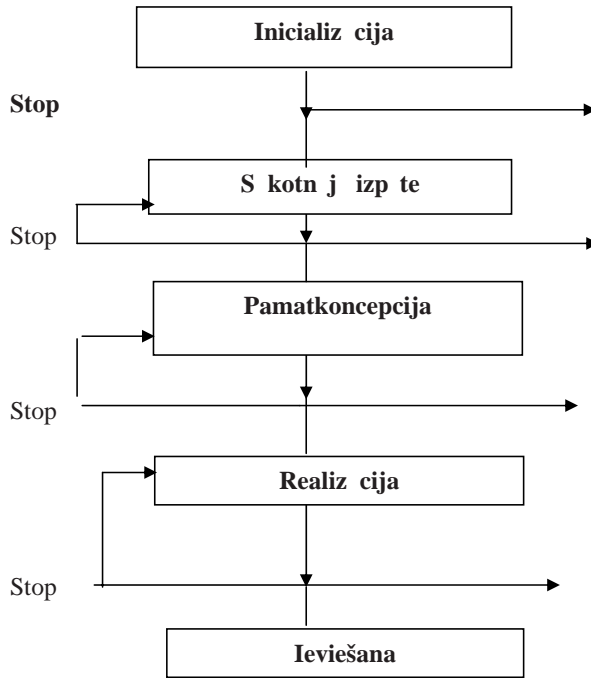 Inicializ cija
Stop
S kotn j izp te
Stop
Pamatkoncepcija
Stop
Realiz cija
Stop
Ieviešana